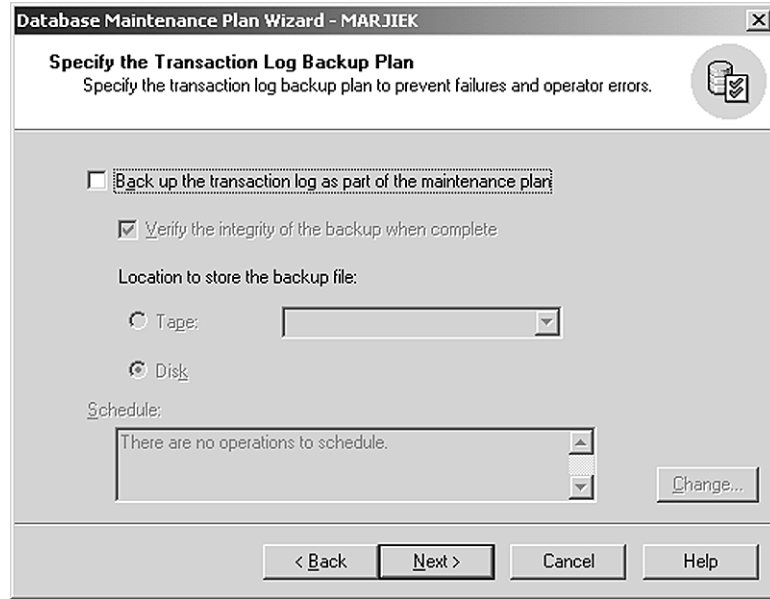 Database Maintenance Plan Wizard - MARJIEK
Specify the Transaction Log Backup Plan
Specify the transaction log backup plan to prevent failures and operator errors.
Back up the transaction log as part of the maintenance plan
Verify the integrity of the backup when complete
Location to store the backup file:
Tape:
Disk
Schedule:
There are no operations to schedule.
Change...
< Back Next > Cancel Help